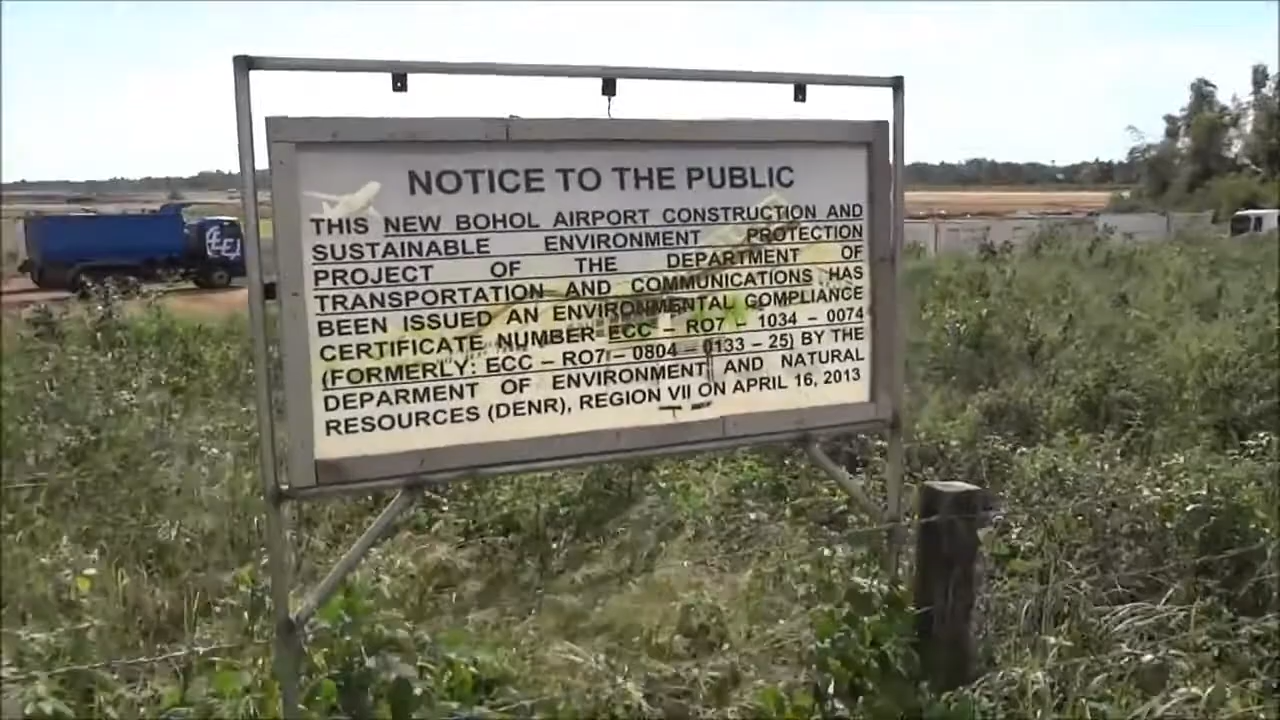 NOTICE TO THE PUBLIC
THIS NEW BOHOL AIRPORT CONSTRUCTION AND
SUSTAINABLE ENVIRONMENT PROTECTION
PROJECT OF THE DEPARTMENT OF
TRANSPORTATION AND COMMUNICATIONS HAS
BEEN ISSUED AN ENVIRONMENTAL COMPLIANCE
CERTIFICATE NUMBER ECC – RO7 – 1034 – 0074
(FORMERLY: ECC – RO7 – 0804 – 0133 – 25) BY THE
DEPARMENT OF ENVIRONMENT AND NATURAL
RESOURCES (DENR), REGION VII ON APRIL 16, 2013